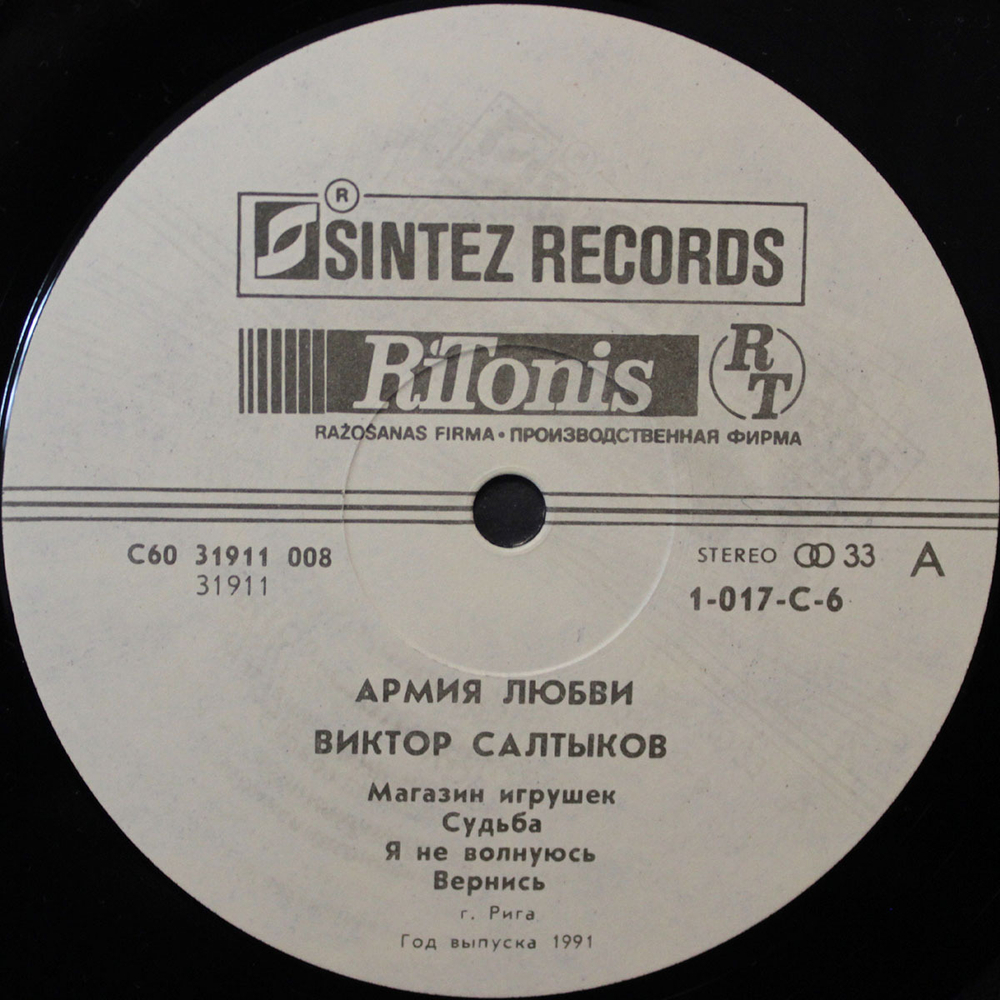 ®
SINTEZ RECORDS
RiTonis RT
RAŽOŠANAS FIRMA • ПРОИЗВОДСТВЕННАЯ ФИРМА
С60 31911 008
31911
STEREO 33 A
1-017-С-6
АРМИЯ ЛЮБВИ
ВИКТОР САЛТЫКОВ
Магазин игрушек
Судьба
Я не волнуюсь
Вернись
г. Рига
Год выпуска 1991